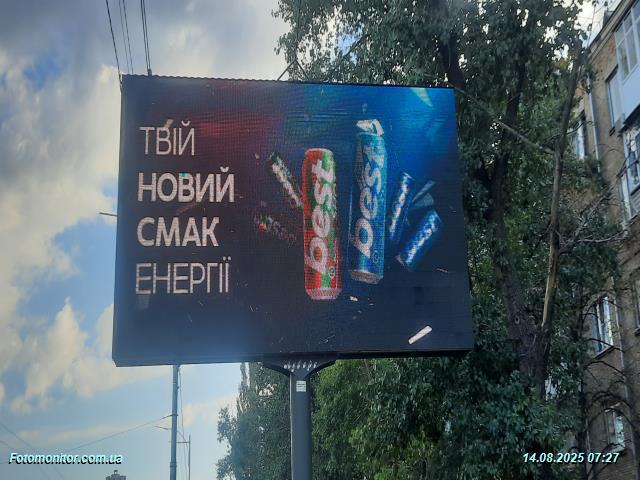 ТВІЙ
НОВИЙ
СМАК
ЕНЕРГІЇ
best
best
Fotomonitor.com.ua
14.08.2025 07:27